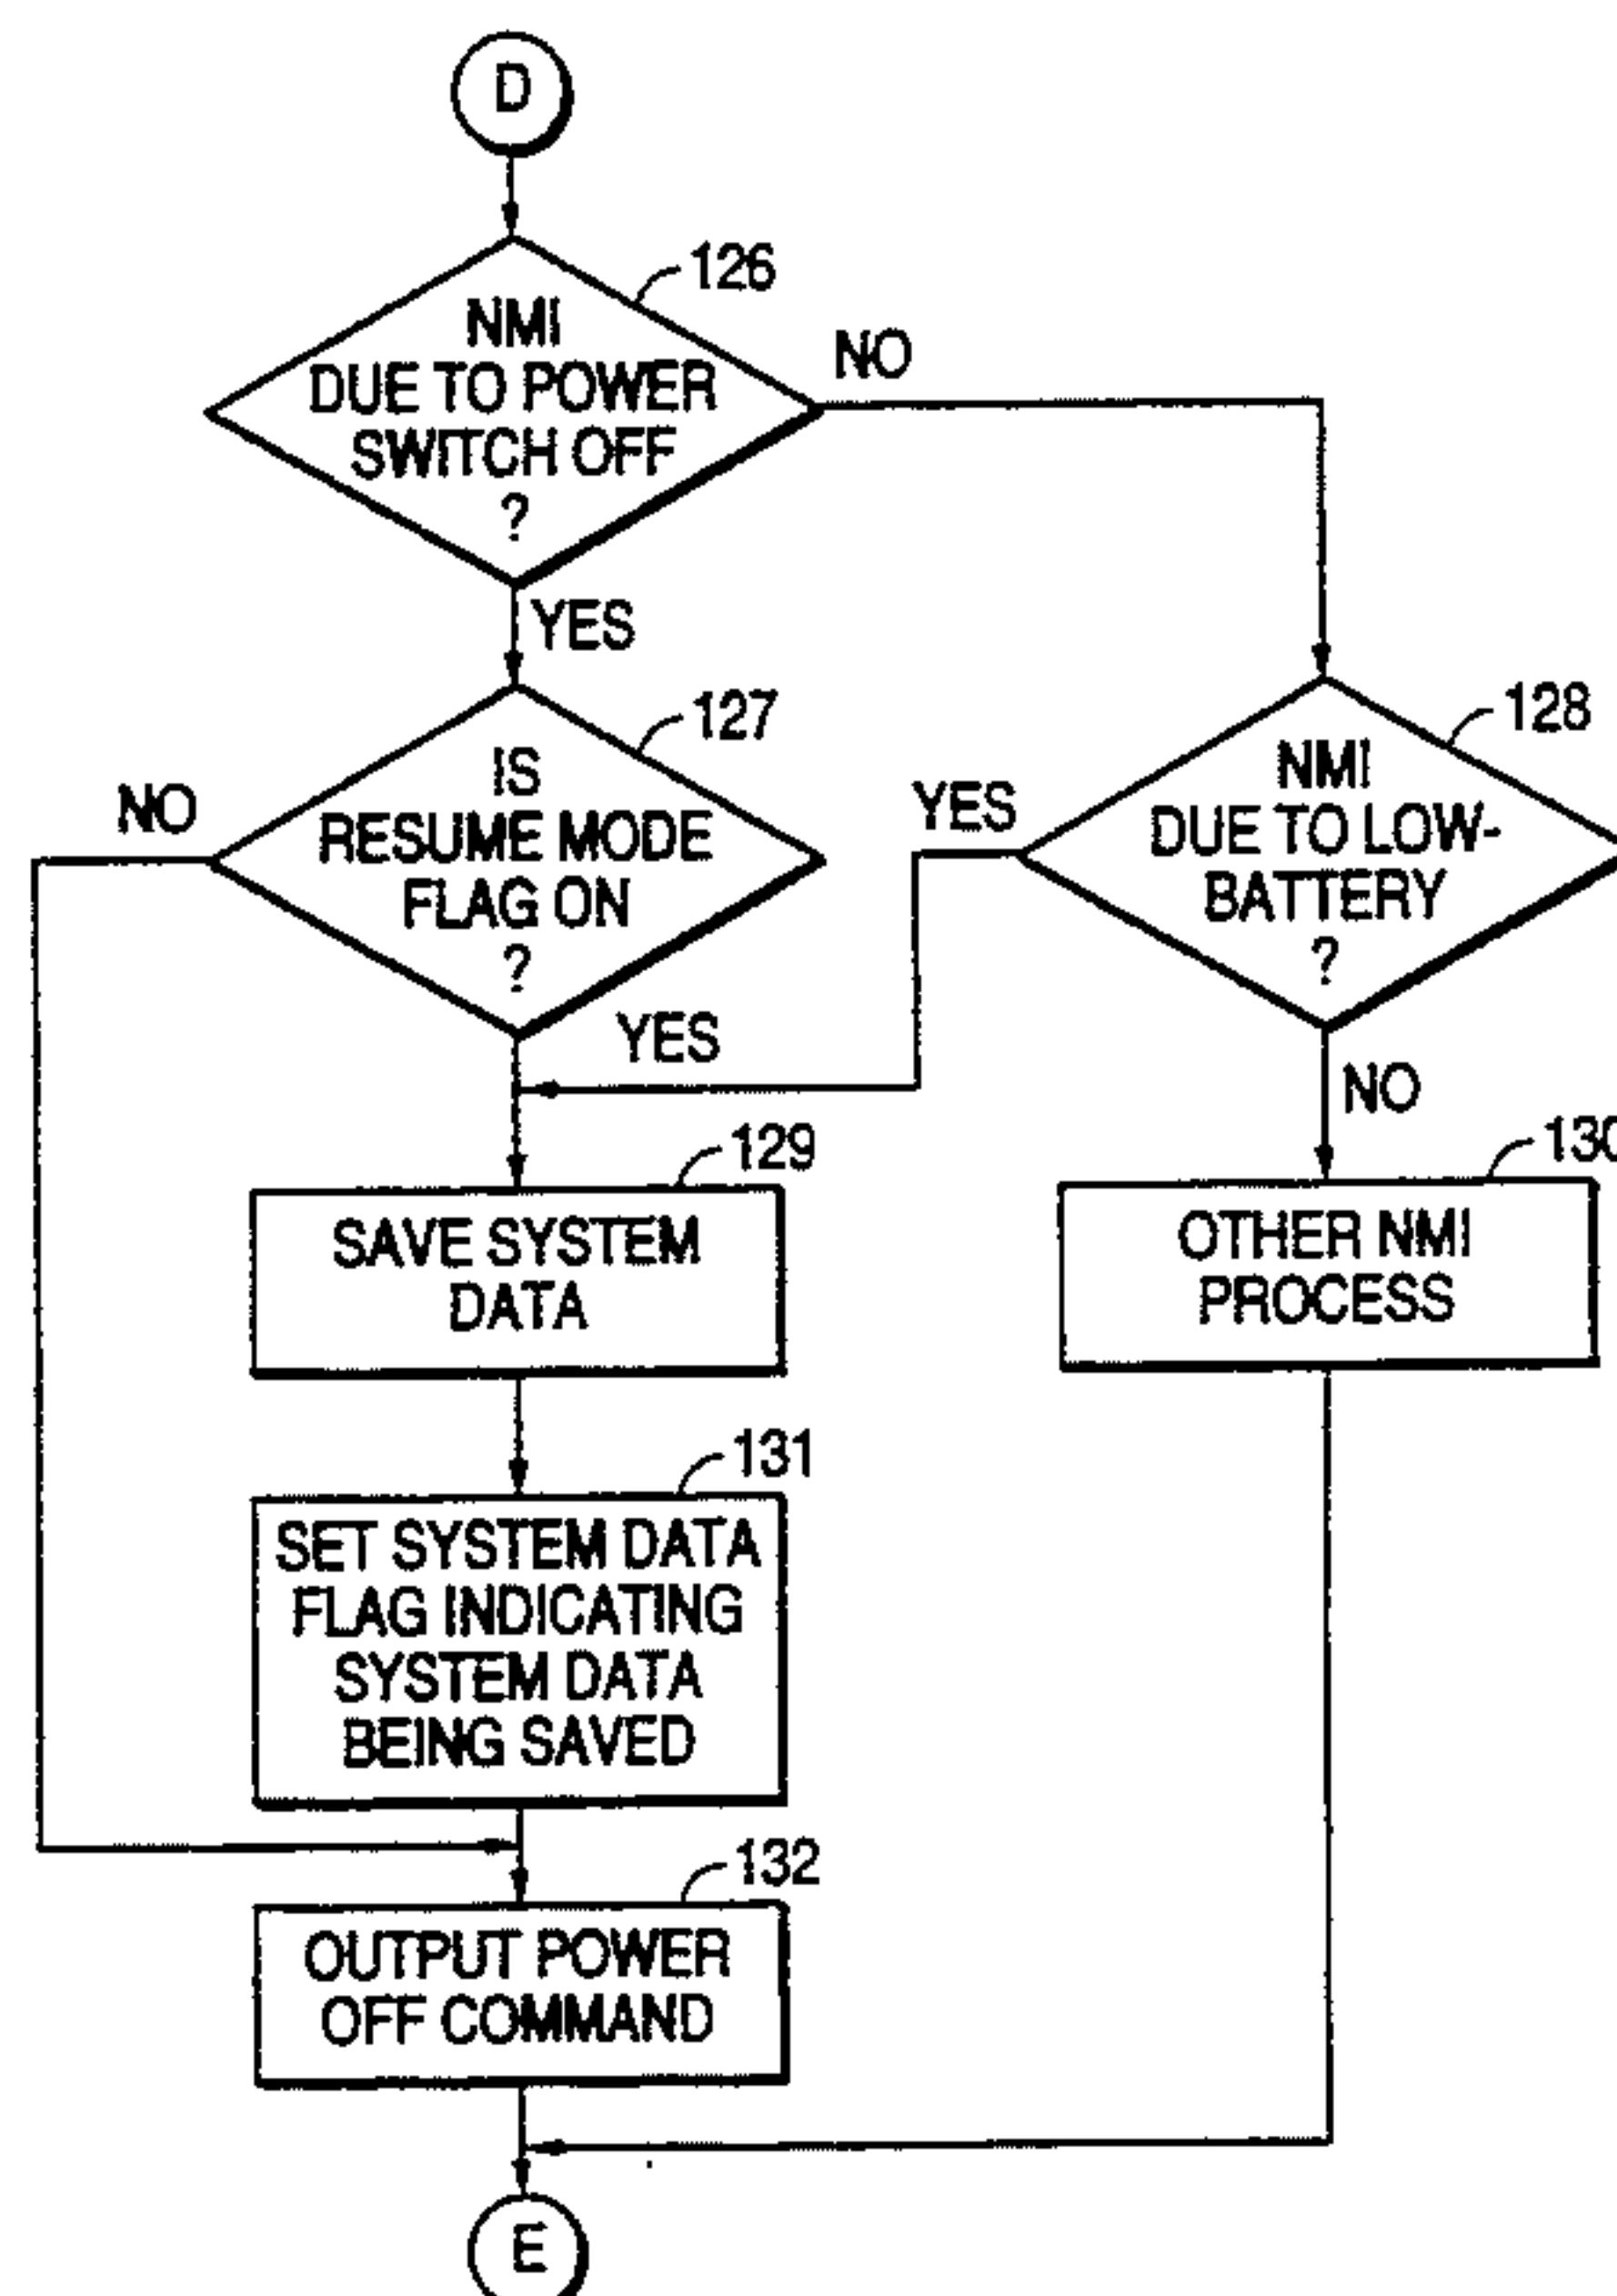 D
126
NMI
DUE TO POWER
SWITCH OFF
?
NO
YES
127
IS
RESUME MODE
FLAG ON
?
NO
YES
128
NMI
DUE TO LOW-
BATTERY
?
YES
NO
129
SAVE SYSTEM
DATA
130
OTHER NMI
PROCESS
131
SET SYSTEM DATA
FLAG INDICATING
SYSTEM DATA
BEING SAVED
132
OUTPUT POWER
OFF COMMAND
E